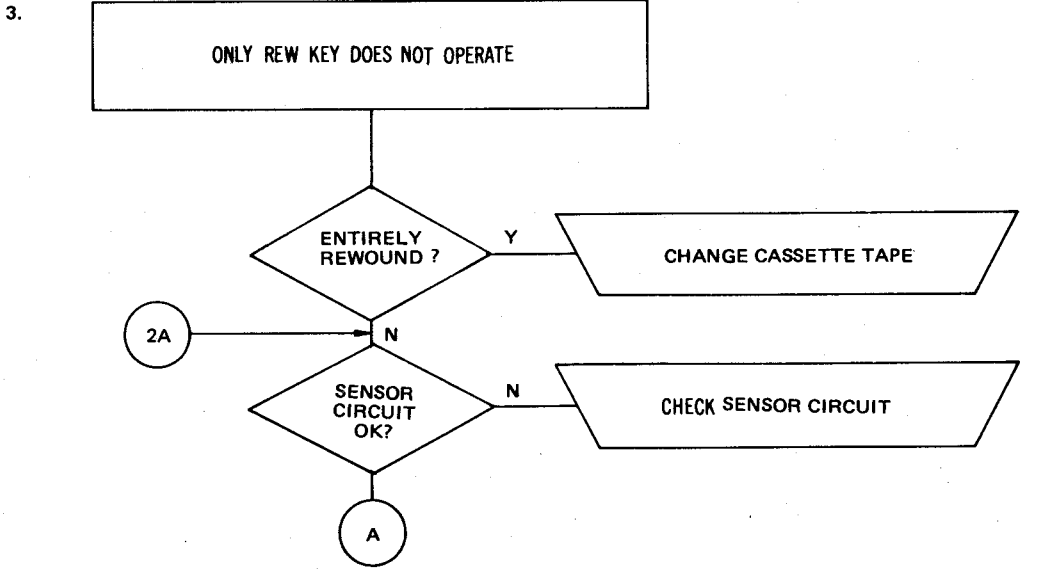 3.
ONLY REW KEY DOES NOT OPERATE
ENTIRELY
REWOUND ?
Y
CHANGE CASSETTE TAPE
2A
N
SENSOR
CIRCUIT
OK?
N
CHECK SENSOR CIRCUIT
A